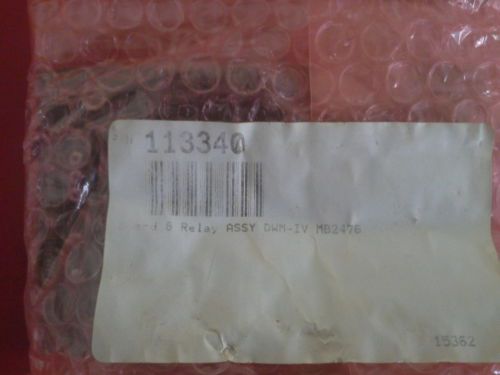 P/N 113340
& Relay ASSY DWM-IV MB2476
15362